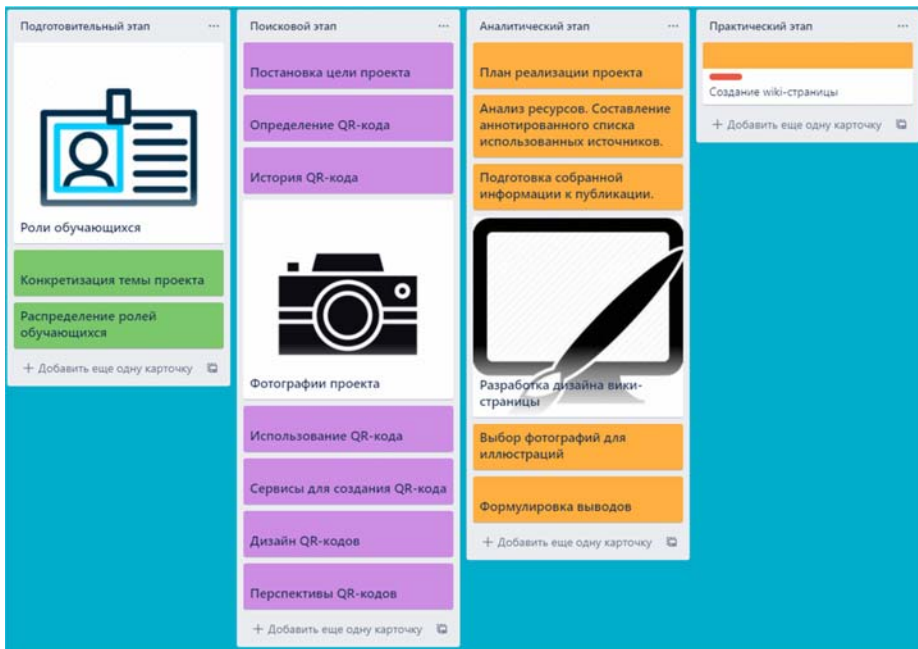 Подготовительный этап
Роли обучающихся
Конкретизация темы проекта
Распределение ролей
обучающихся
+ Добавить еще одну карточку
Поисковой этап
Постановка цели проекта
Определение QR-кода
История QR-кода
Фотографии проекта
Использование QR-кода
Сервисы для создания QR-кода
Дизайн QR-кодов
Перспективы QR-кодов
+ Добавить еще одну карточку
Аналитический этап
План реализации проекта
Анализ ресурсов. Составление
аннотированного списка
использованных источников.
Подготовка собранной
информации к публикации.
Разработка дизайна вики-
страницы
Выбор фотографий для
иллюстраций
Формулировка выводов
+ Добавить еще одну карточку
Практический этап
Создание wiki-страницы
+ Добавить еще одну карточку